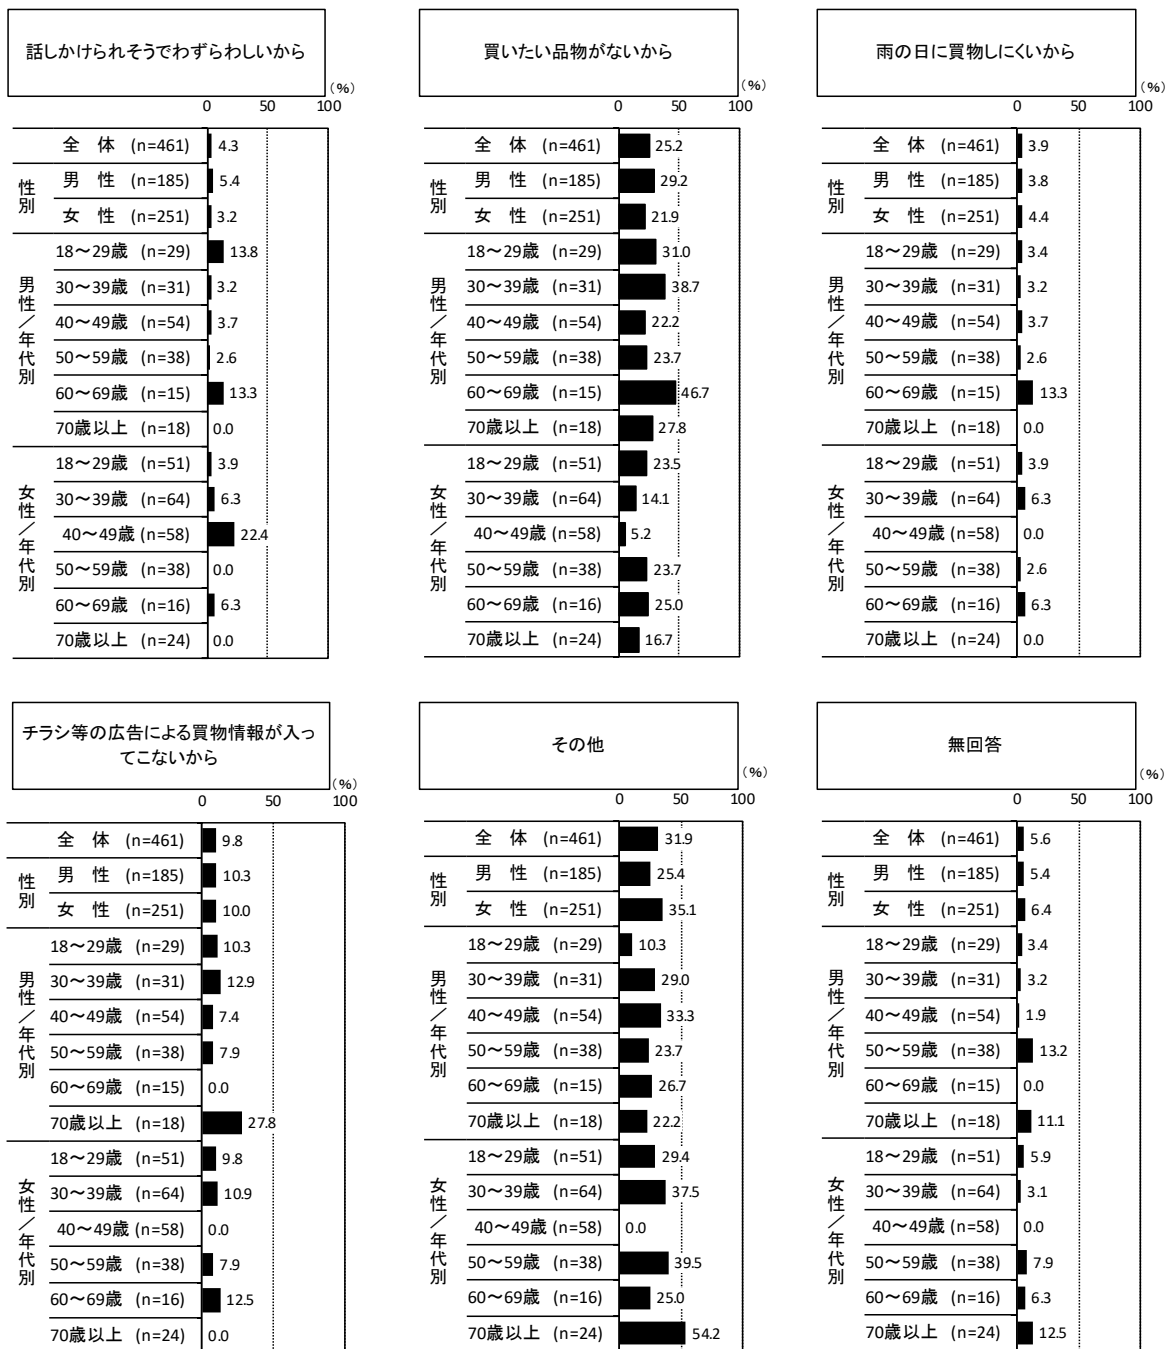 話しかけられそうでわずらわしいから
(%)
0 50 100
全 体 (n=461) 4.3
性別
男 性 (n=185) 5.4
女 性 (n=251) 3.2
男性／年代別
18～29歳 (n=29) 13.8
30～39歳 (n=31) 3.2
40～49歳 (n=54) 3.7
50～59歳 (n=38) 2.6
60～69歳 (n=15) 13.3
70歳以上 (n=18) 0.0
女性／年代別
18～29歳 (n=51) 3.9
30～39歳 (n=64) 6.3
40～49歳 (n=58) 22.4
50～59歳 (n=38) 0.0
60～69歳 (n=16) 6.3
70歳以上 (n=24) 0.0
買いたい品物がないから
(%)
0 50 100
全 体 (n=461) 25.2
性別
男 性 (n=185) 29.2
女 性 (n=251) 21.9
男性／年代別
18～29歳 (n=29) 31.0
30～39歳 (n=31) 38.7
40～49歳 (n=54) 22.2
50～59歳 (n=38) 23.7
60～69歳 (n=15) 46.7
70歳以上 (n=18) 27.8
女性／年代別
18～29歳 (n=51) 23.5
30～39歳 (n=64) 14.1
40～49歳 (n=58) 5.2
50～59歳 (n=38) 23.7
60～69歳 (n=16) 25.0
70歳以上 (n=24) 16.7
雨の日に買物しにくいから
(%)
0 50 100
全 体 (n=461) 3.9
性別
男 性 (n=185) 3.8
女 性 (n=251) 4.4
男性／年代別
18～29歳 (n=29) 3.4
30～39歳 (n=31) 3.2
40～49歳 (n=54) 3.7
50～59歳 (n=38) 2.6
60～69歳 (n=15) 13.3
70歳以上 (n=18) 0.0
女性／年代別
18～29歳 (n=51) 3.9
30～39歳 (n=64) 6.3
40～49歳 (n=58) 0.0
50～59歳 (n=38) 2.6
60～69歳 (n=16) 6.3
70歳以上 (n=24) 0.0
チラシ等の広告による買物情報が入っ
てこないから
(%)
0 50 100
全 体 (n=461) 9.8
性別
男 性 (n=185) 10.3
女 性 (n=251) 10.0
男性／年代別
18～29歳 (n=29) 10.3
30～39歳 (n=31) 12.9
40～49歳 (n=54) 7.4
50～59歳 (n=38) 7.9
60～69歳 (n=15) 0.0
70歳以上 (n=18) 27.8
女性／年代別
18～29歳 (n=51) 9.8
30～39歳 (n=64) 10.9
40～49歳 (n=58) 0.0
50～59歳 (n=38) 7.9
60～69歳 (n=16) 12.5
70歳以上 (n=24) 0.0
その他
(%)
0 50 100
全 体 (n=461) 31.9
性別
男 性 (n=185) 25.4
女 性 (n=251) 35.1
男性／年代別
18～29歳 (n=29) 10.3
30～39歳 (n=31) 29.0
40～49歳 (n=54) 33.3
50～59歳 (n=38) 23.7
60～69歳 (n=15) 26.7
70歳以上 (n=18) 22.2
女性／年代別
18～29歳 (n=51) 29.4
30～39歳 (n=64) 37.5
40～49歳 (n=58) 0.0
50～59歳 (n=38) 39.5
60～69歳 (n=16) 25.0
70歳以上 (n=24) 54.2
無回答
(%)
0 50 100
全 体 (n=461) 5.6
性別
男 性 (n=185) 5.4
女 性 (n=251) 6.4
男性／年代別
18～29歳 (n=29) 3.4
30～39歳 (n=31) 3.2
40～49歳 (n=54) 1.9
50～59歳 (n=38) 13.2
60～69歳 (n=15) 0.0
70歳以上 (n=18) 11.1
女性／年代別
18～29歳 (n=51) 5.9
30～39歳 (n=64) 3.1
40～49歳 (n=58) 0.0
50～59歳 (n=38) 7.9
60～69歳 (n=16) 6.3
70歳以上 (n=24) 12.5